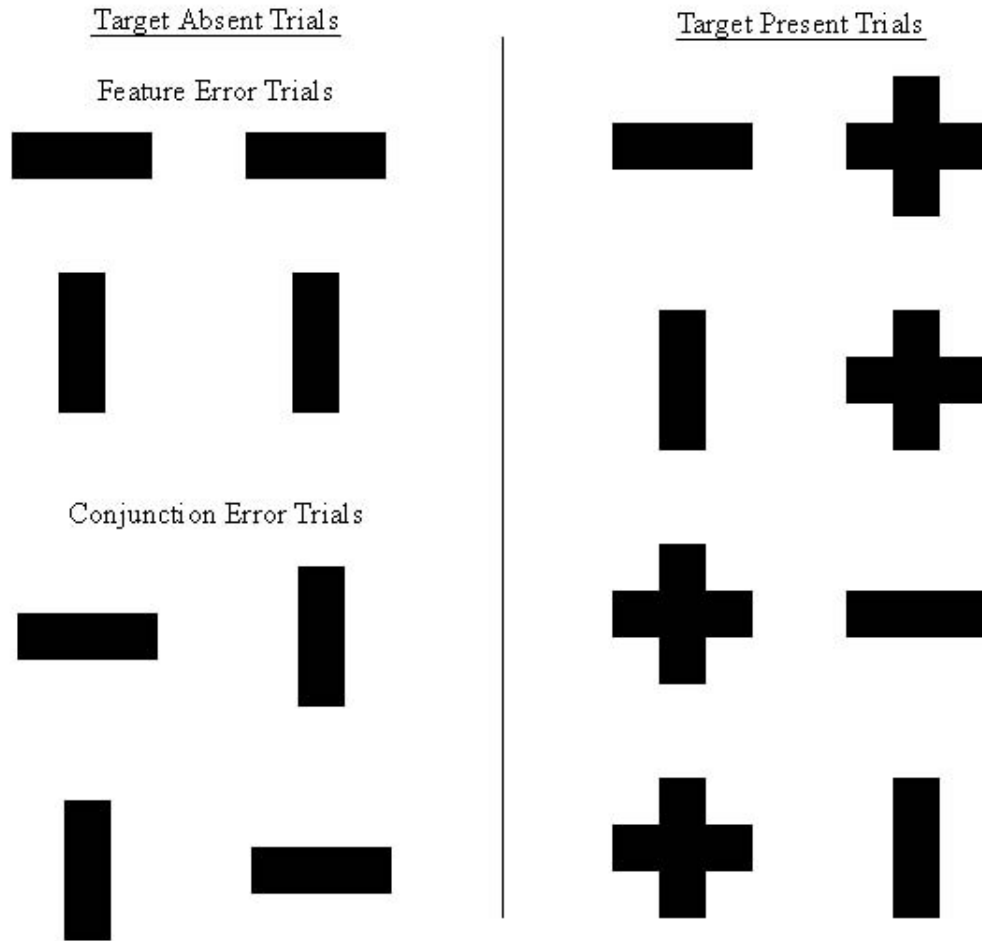 Target Absent Trials
Feature Error Trials
Conjunction Error Trials
Target Present Trials